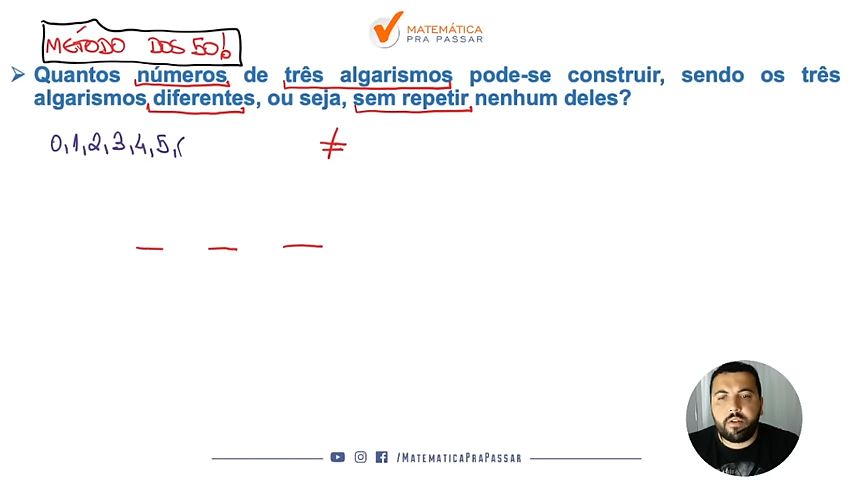 MÉTODO DOS 50!
MATEMÁTICA
PRA PASSAR
➢ Quantos números de três algarismos pode-se construir, sendo os três
algarismos diferentes, ou seja, sem repetir nenhum deles?
0,1,2,3,4,5,
≠
/MATEMATICAPRAPASSAR